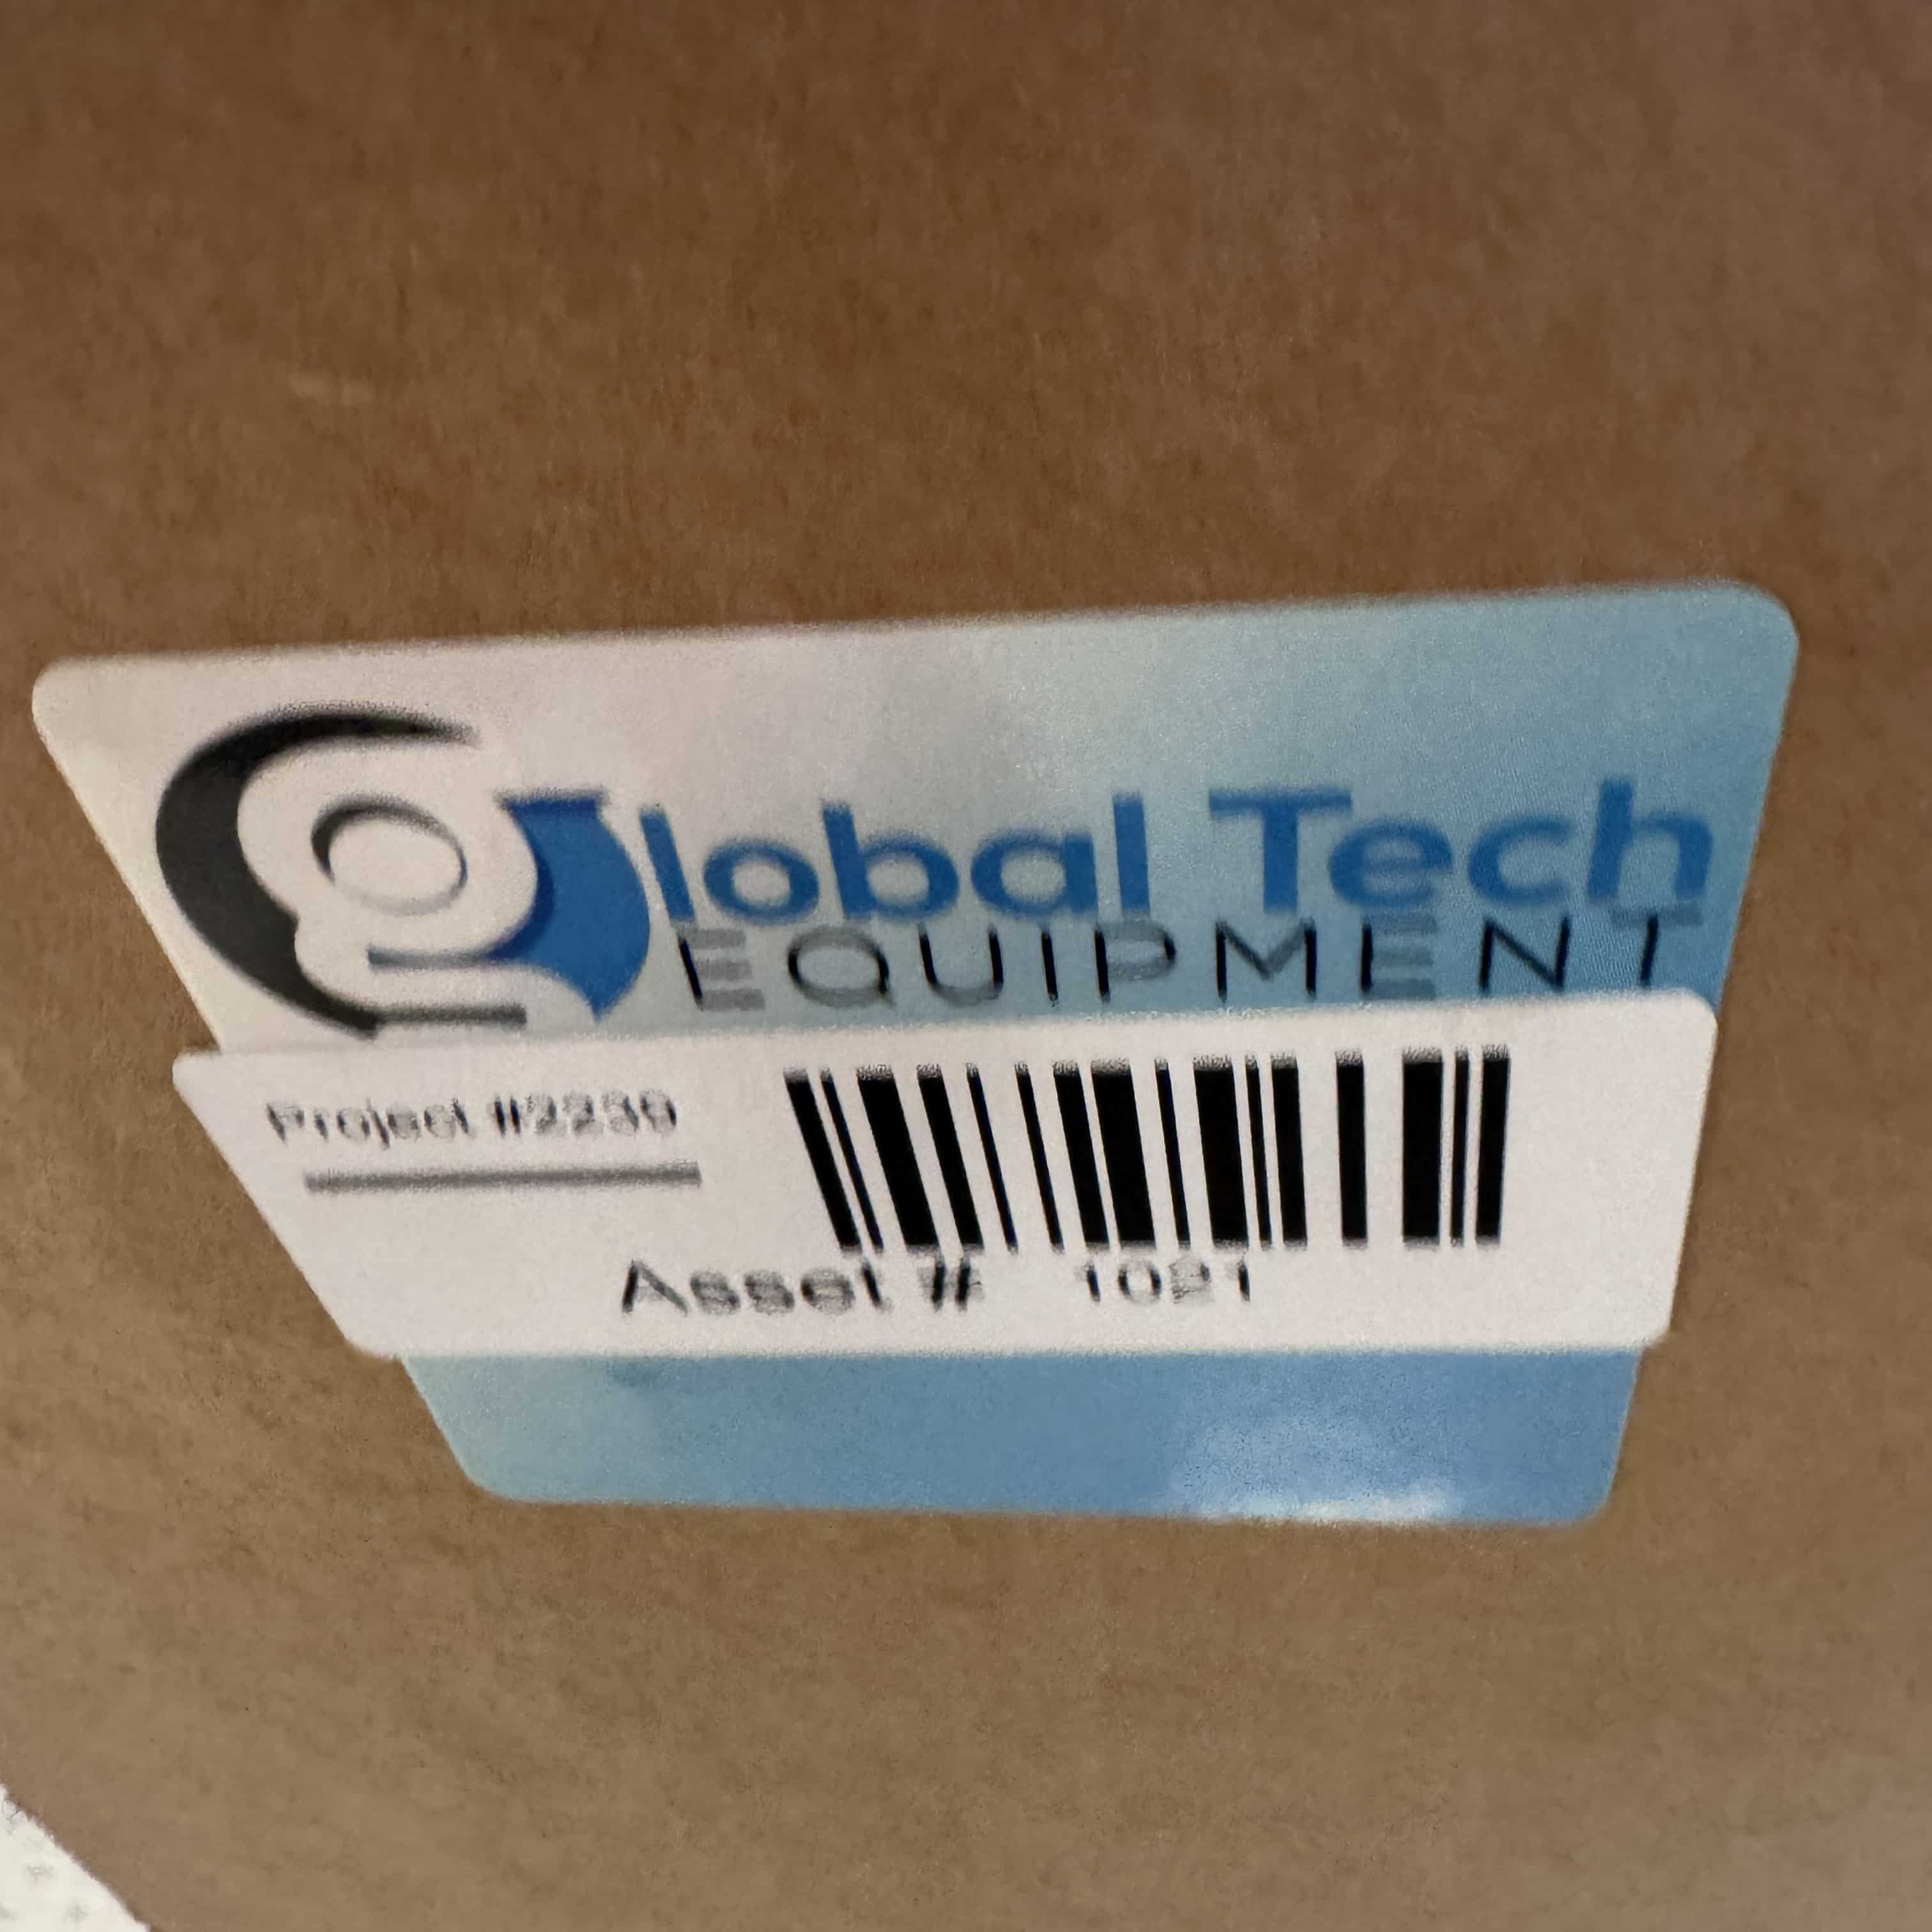 global Tech
EQUIPMENT
Project #2239
Asset # 1021